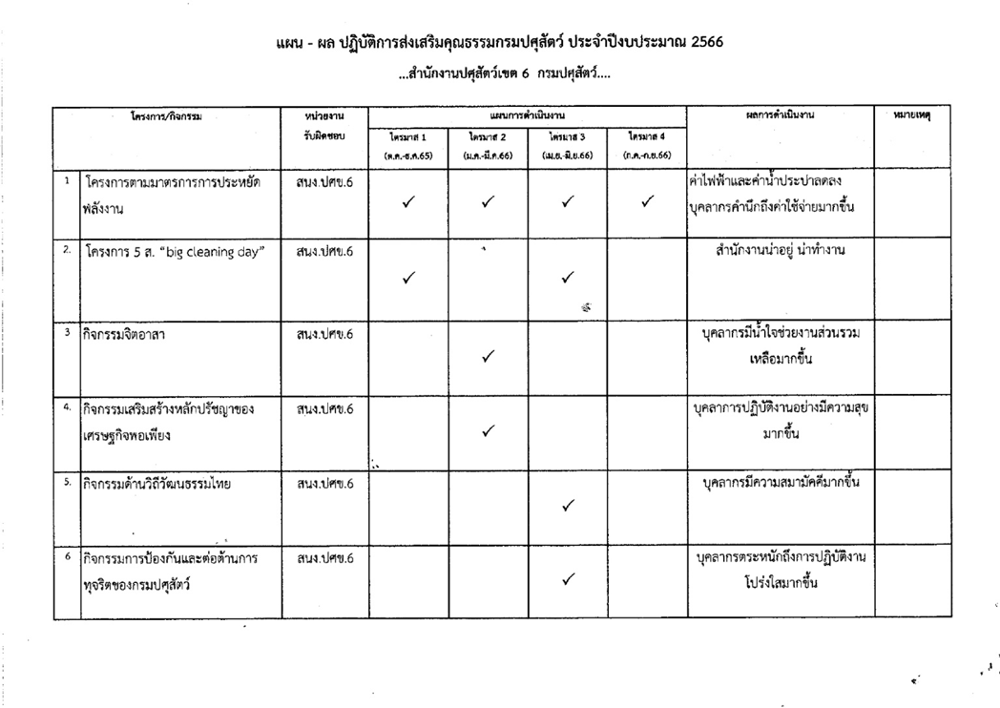 แผน - ผล ปฏิบัติการส่งเสริมคุณธรรมกรมปศุสัตว์ ประจำปีงบประมาณ 2566
...สำนักงานปศุสัตว์เขต 6 กรมปศุสัตว์....
โครงการ/กิจกรรม หน่วยงาน แผนการดำเนินงาน ผลการดำเนินงาน หมายเหตุ
รับผิดชอบ ไตรมาส 1 ไตรมาส 2 ไตรมาส 3 ไตรมาส 4
(ต.ค.-ธ.ค.65) (ม.ค.-มี.ค.66) (เม.ย.-มิ.ย.66) (ก.ค.-ก.ย.66)
1 โครงการตามมาตรการการประหยัด สนง.ปศข.6 ค่าไฟฟ้าและค่าน้ำประปาลดลง
พลังงาน ✓ ✓ ✓ ✓ บุคลากรคำนึกถึงค่าใช้จ่ายมากขึ้น
2. โครงการ 5 ส. “big cleaning day” สนง.ปศข.6 สำนักงานน่าอยู่ น่าทำงาน
✓ ✓
3 กิจกรรมจิตอาสา สนง.ปศข.6 บุคลากรมีน้ำใจช่วยงานส่วนรวม
✓ เหลือมากขึ้น
4. กิจกรรมเสริมสร้างหลักปรัชญาของ สนง.ปศข.6 บุคลาการปฏิบัติงานอย่างมีความสุข
เศรษฐกิจพอเพียง ✓ มากขึ้น
5. กิจกรรมด้านวิถีวัฒนธรรมไทย สนง.ปศข.6 บุคลากรมีความสมามัคคีมากขึ้น
✓
6 กิจกรรมการป้องกันและต่อต้านการ สนง.ปศข.6 บุคลากรตระหนักถึงการปฏิบัติงาน
ทุจริตของกรมปศุสัตว์ ✓ โปร่งใสมากขึ้น